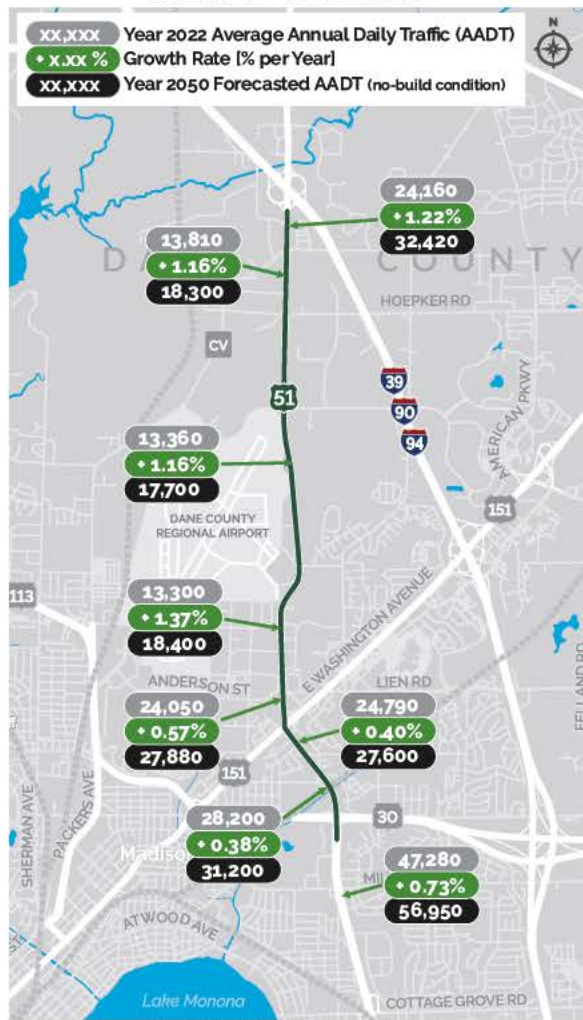 xx,xxx Year 2022 Average Annual Daily Traffic (AADT)
+ x.xx % Growth Rate [% per Year]
xx,xxx Year 2050 Forecasted AADT (no-build condition)
N
24,160
+ 1.22%
32,420
13,810
+ 1.16%
18,300
COUNTY
HOEPKER RD
CV
51
39
90
94
AMERICAN PKWY
151
13,360
+ 1.16%
17,700
DANE COUNTY
REGIONAL AIRPORT
13,300
+ 1.37%
18,400
113
E WASHINGTON AVENUE
ANDERSON ST
LIEN RD
FELLAND RD
24,050
+ 0.57%
27,880
24,790
+ 0.40%
27,600
151
PACKERS AVE
SHERMAN AVE
28,200
+ 0.38%
31,200
30
47,280
+ 0.73%
56,950
ATWOOD AVE
Lake Monona
COTTAGE GROVE RD